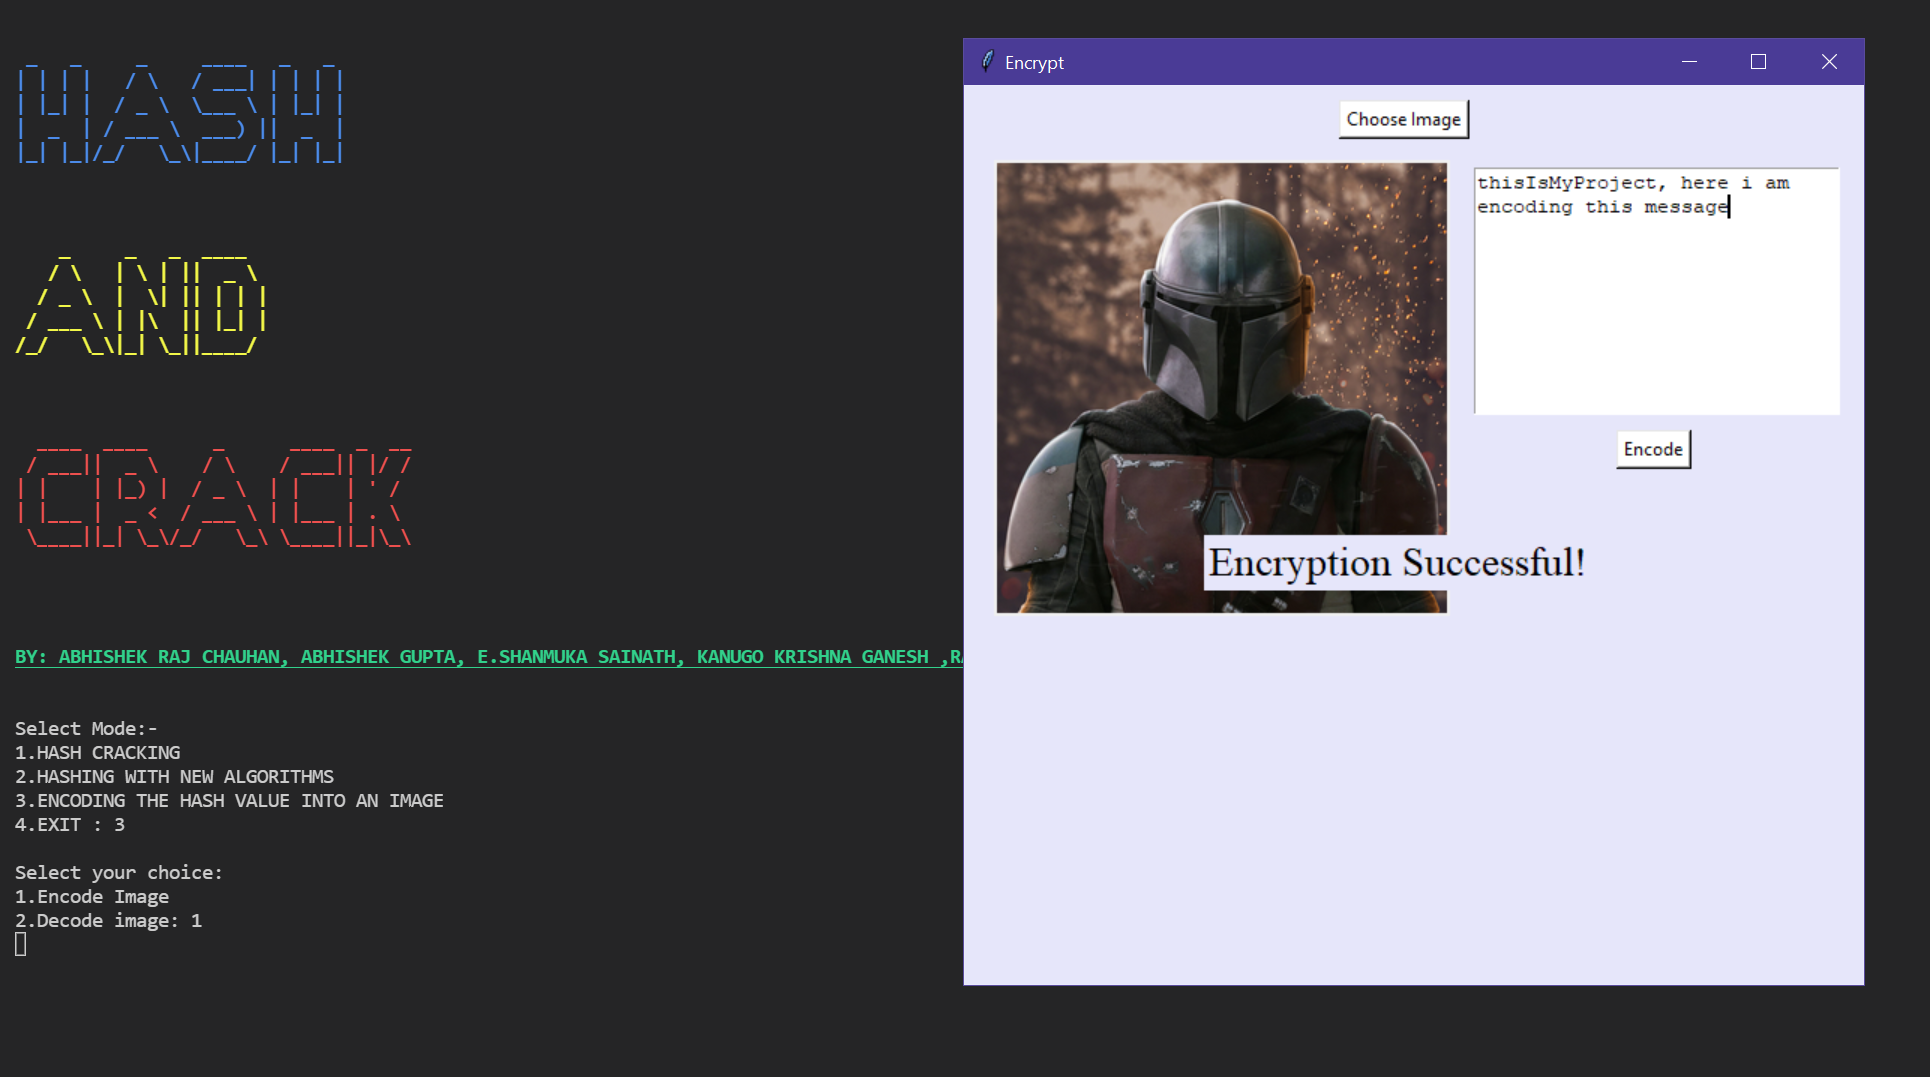 HASH
AND
CRACK
BY: ABHISHEK RAJ CHAUHAN, ABHISHEK GUPTA, E.SHANMUKA SAINATH, KANUGO KRISHNA GANESH ,
Select Mode:-
1.HASH CRACKING
2.HASHING WITH NEW ALGORITHMS
3.ENCODING THE HASH VALUE INTO AN IMAGE
4.EXIT : 3
Select your choice:
1.Encode Image
2.Decode image: 1
Encrypt
Choose Image
thisIsMyProject, here i am
encoding this message
Encode
Encryption Successful!